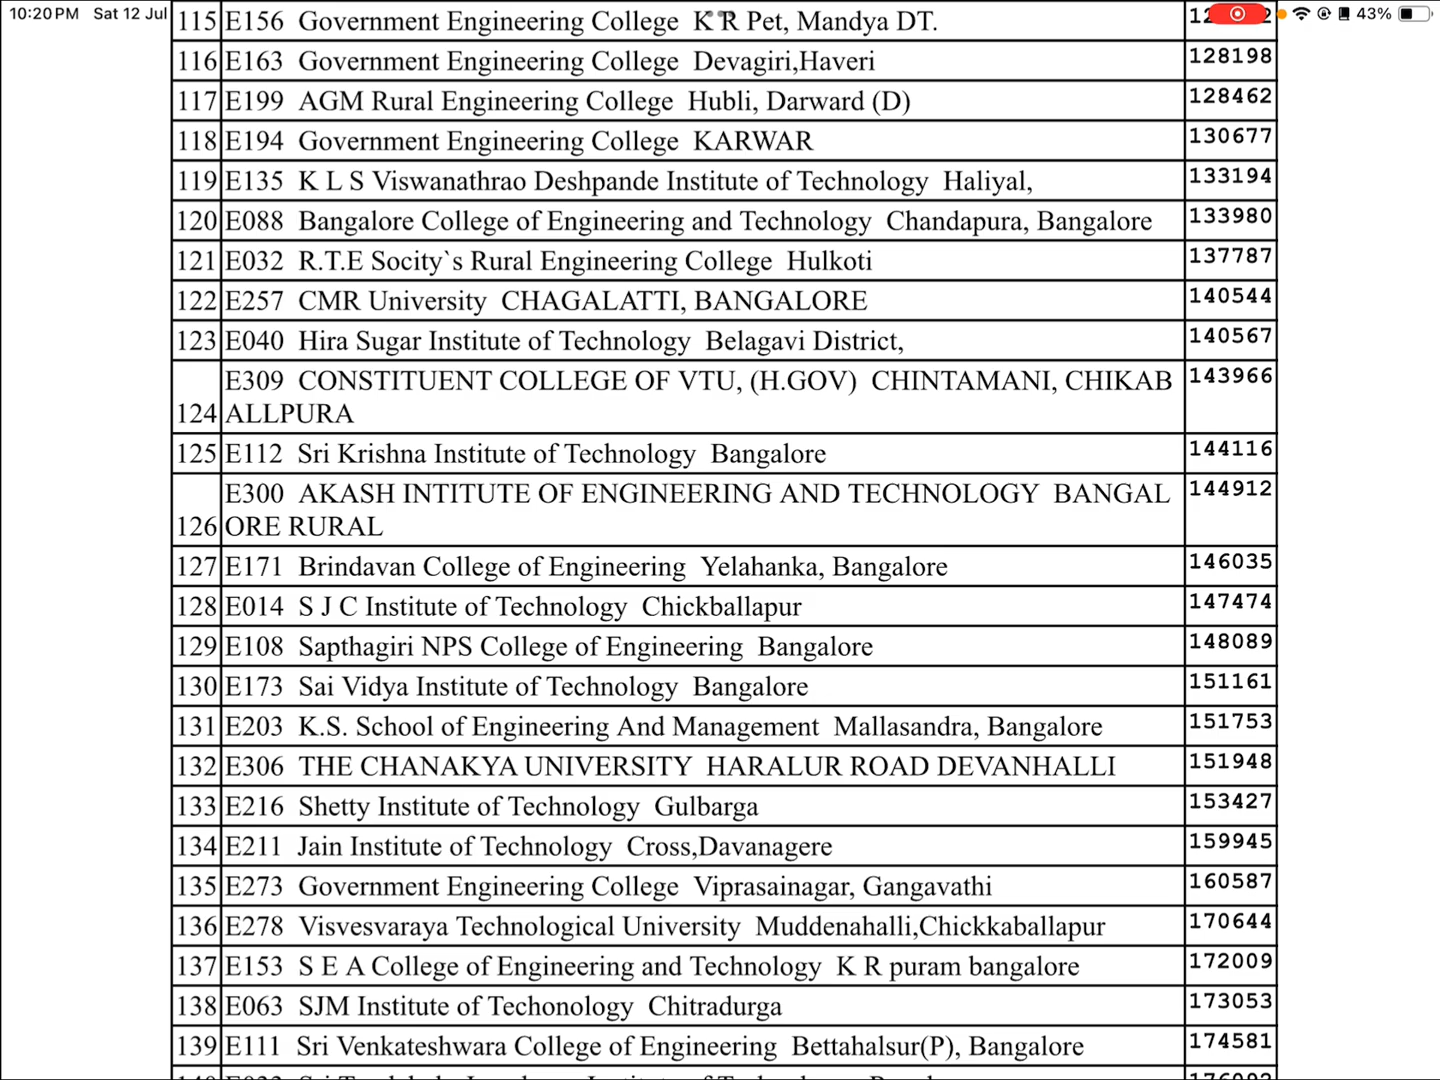 10:20 PM Sat 12 Jul
43%
115 E156 Government Engineering College K R Pet, Mandya DT.
116 E163 Government Engineering College Devagiri,Haveri 128198
117 E199 AGM Rural Engineering College Hubli, Darward (D) 128462
118 E194 Government Engineering College KARWAR 130677
119 E135 K L S Viswanathrao Deshpande Institute of Technology Haliyal, 133194
120 E088 Bangalore College of Engineering and Technology Chandapura, Bangalore 133980
121 E032 R.T.E Socity`s Rural Engineering College Hulkoti 137787
122 E257 CMR University CHAGALATTI, BANGALORE 140544
123 E040 Hira Sugar Institute of Technology Belagavi District, 140567
E309 CONSTITUENT COLLEGE OF VTU, (H.GOV) CHINTAMANI, CHIKAB 143966
124 ALLPURA
125 E112 Sri Krishna Institute of Technology Bangalore 144116
E300 AKASH INTITUTE OF ENGINEERING AND TECHNOLOGY BANGAL 144912
126 ORE RURAL
127 E171 Brindavan College of Engineering Yelahanka, Bangalore 146035
128 E014 S J C Institute of Technology Chickballapur 147474
129 E108 Sapthagiri NPS College of Engineering Bangalore 148089
130 E173 Sai Vidya Institute of Technology Bangalore 151161
131 E203 K.S. School of Engineering And Management Mallasandra, Bangalore 151753
132 E306 THE CHANAKYA UNIVERSITY HARALUR ROAD DEVANHALLI 151948
133 E216 Shetty Institute of Technology Gulbarga 153427
134 E211 Jain Institute of Technology Cross,Davanagere 159945
135 E273 Government Engineering College Viprasainagar, Gangavathi 160587
136 E278 Visvesvaraya Technological University Muddenahalli,Chickkaballapur 170644
137 E153 S E A College of Engineering and Technology K R puram bangalore 172009
138 E063 SJM Institute of Techonology Chitradurga 173053
139 E111 Sri Venkateshwara College of Engineering Bettahalsur(P), Bangalore 174581